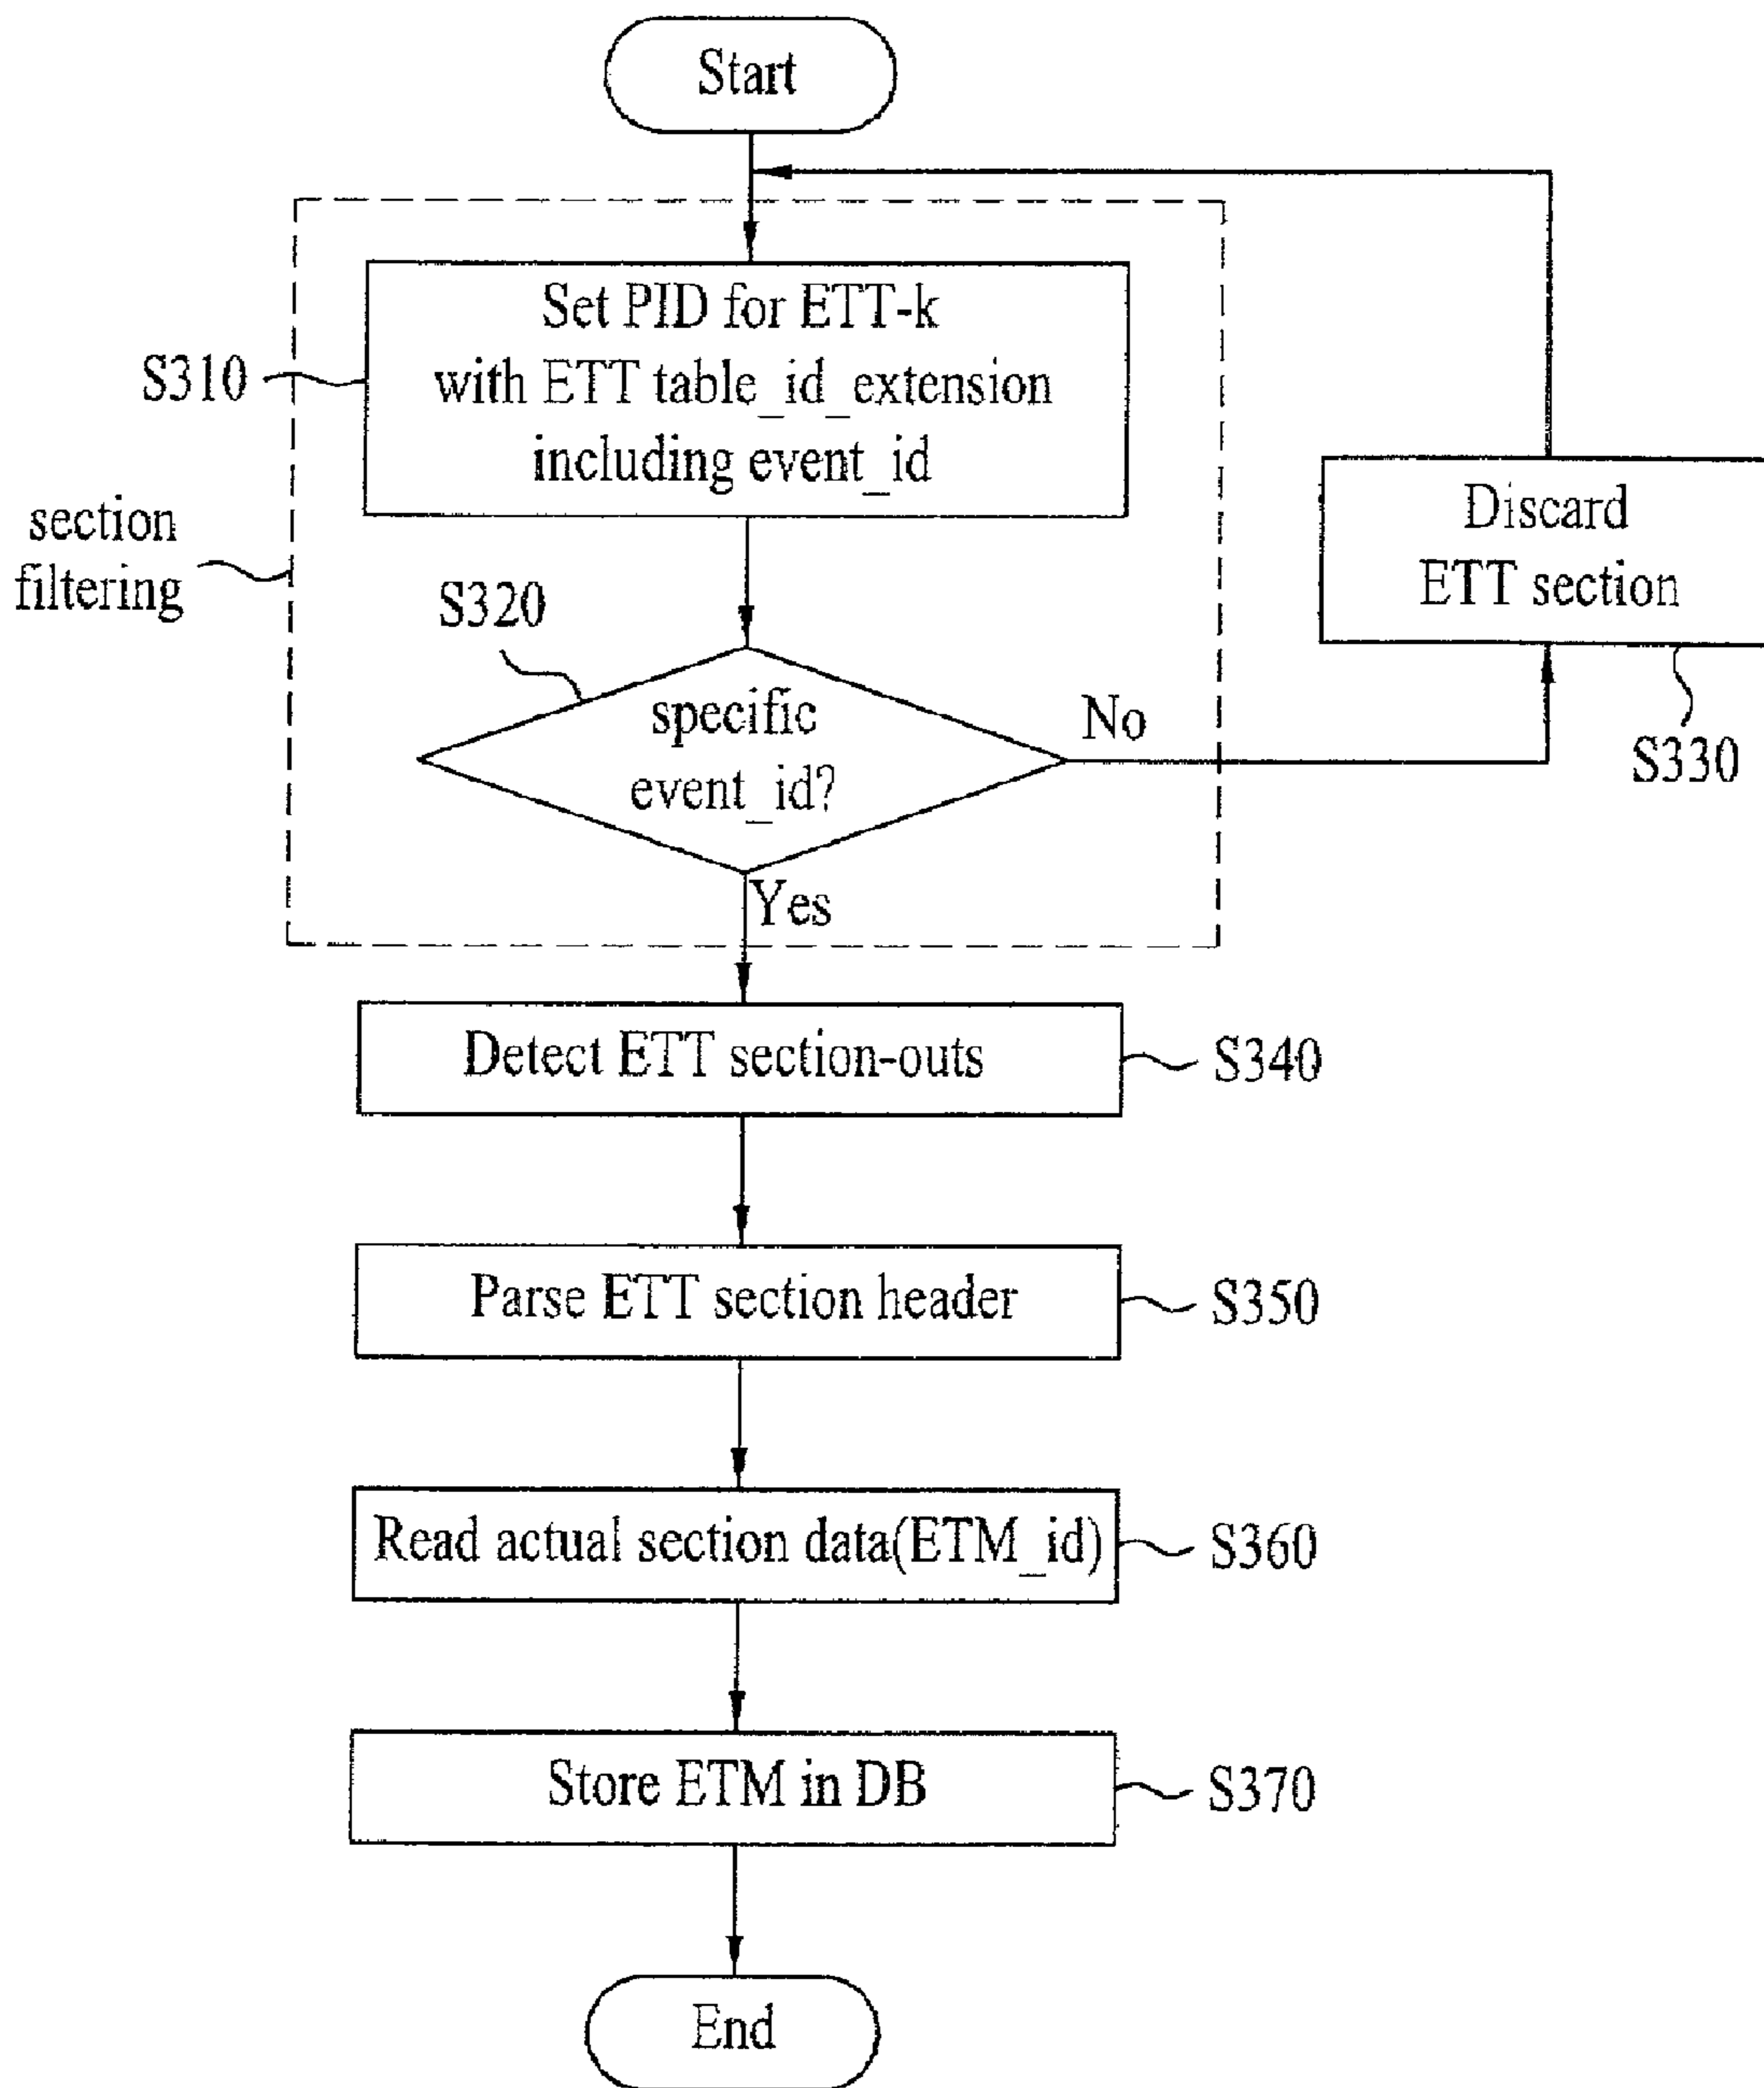 Start
Set PID for ETT-k
with ETT table_id_extension
including event_id
S310
section
filtering
Discard
ETT section
S330
S320
specific
event_id?
No
Yes
Detect ETT section-outs
S340
Parse ETT section header
S350
Read actual section data(ETM_id)
S360
Store ETM in DB
S370
End